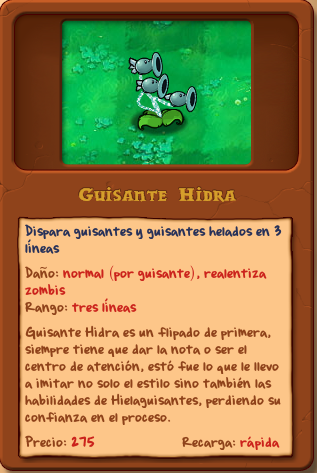 Guisante Hidra
Dispara guisantes y guisantes helados en 3
líneas
Daño: normal (por guisante), realentiza
zombis
Rango: tres líneas
Guisante Hidra es un flipado de primera,
siempre tiene que dar la nota o ser el
centro de atención, estó fue lo que le llevo
a imitar no solo el estilo sino también las
habilidades de Hielaguisantes, perdiendo su
confianza en el proceso.
Precio: 275 Recarga: rápida